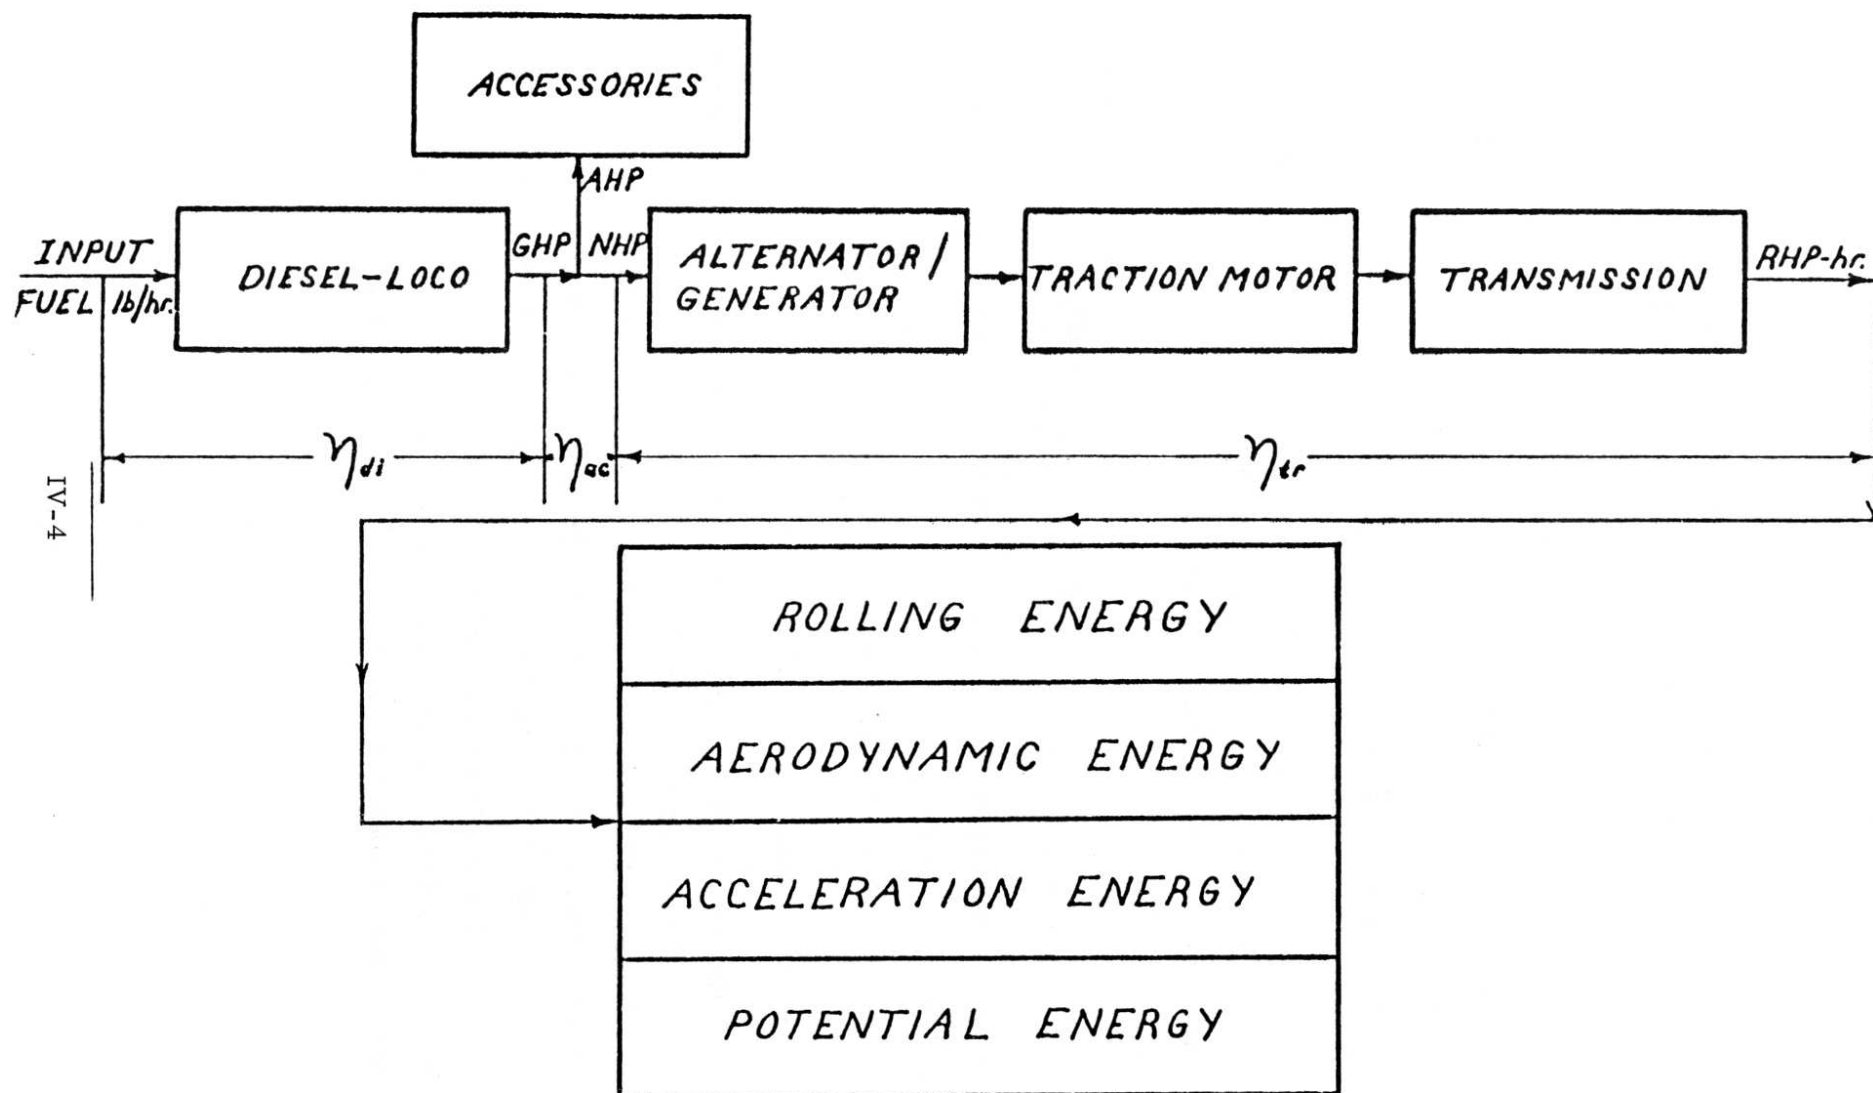 ACCESSORIES
AHP
INPUT
FUEL lb/hr.
DIESEL-LOCO
GHP
NHP
ALTERNATOR/
GENERATOR
TRACTION MOTOR
TRANSMISSION
RHP-hr.
ηdi
ηac
ηtr
IV-4
ROLLING ENERGY
AERODYNAMIC ENERGY
ACCELERATION ENERGY
POTENTIAL ENERGY